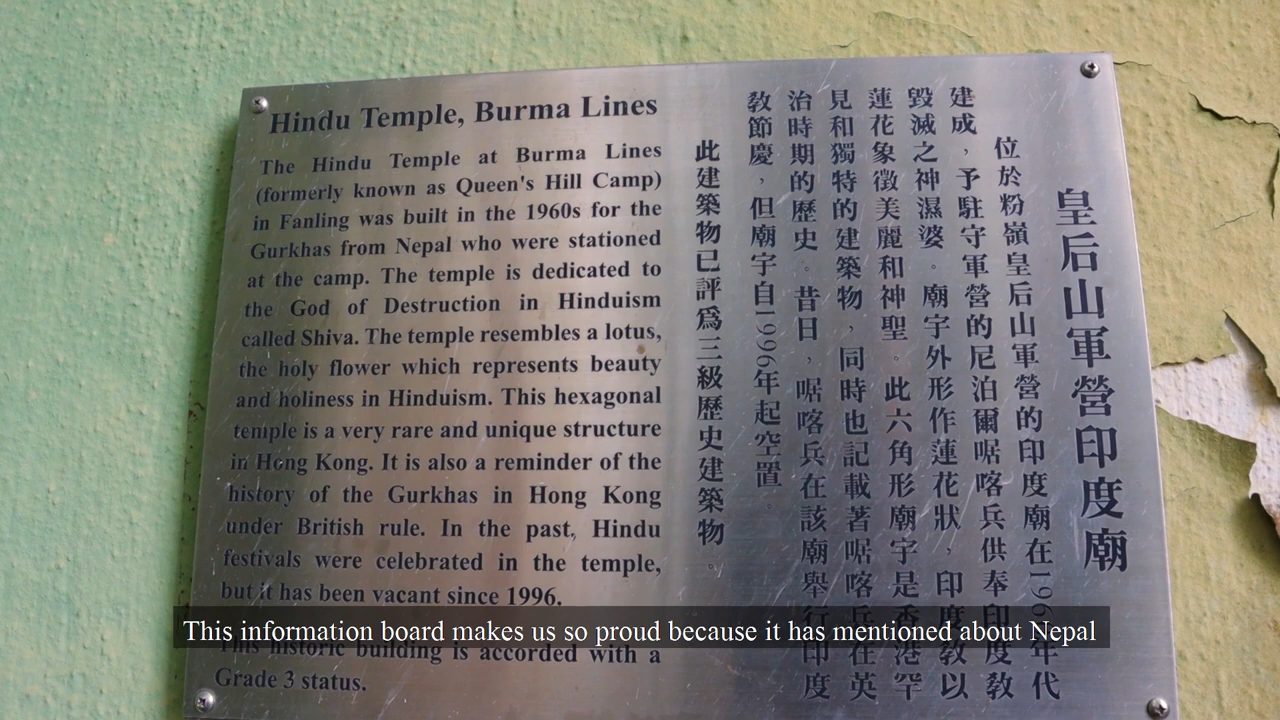 Hindu Temple, Burma Lines
The Hindu Temple at Burma Lines
(formerly known as Queen's Hill Camp)
in Fanling was built in the 1960s for the
Gurkhas from Nepal who were stationed
at the camp. The temple is dedicated to
the God of Destruction in Hinduism
called Shiva. The temple resembles a lotus,
the holy flower which represents beauty
and holiness in Hinduism. This hexagonal
temple is a very rare and unique structure
in Hong Kong. It is also a reminder of the
history of the Gurkhas in Hong Kong
under British rule. In the past, Hindu
festivals were celebrated in the temple,
but it has been vacant since 1996.
This historic building is accorded with a
Grade 3 status.
皇后山軍營印度廟
位於粉嶺皇后山軍營的印度廟在1960年代
建成，予駐守軍營的尼泊爾啹喀兵供奉印度敎
毀滅之神濕婆。廟宇外形作蓮花狀，印度敎以
蓮花象徵美麗和神聖。此六角形廟宇是香港罕
見和獨特的建築物，同時也記載著啹喀兵在英
治時期的歷史。昔日，啹喀兵在該廟舉行印度
敎節慶，但廟宇自1996年起空置。
此建築物已評爲三級歷史建築物。
This information board makes us so proud because it has mentioned about Nepal